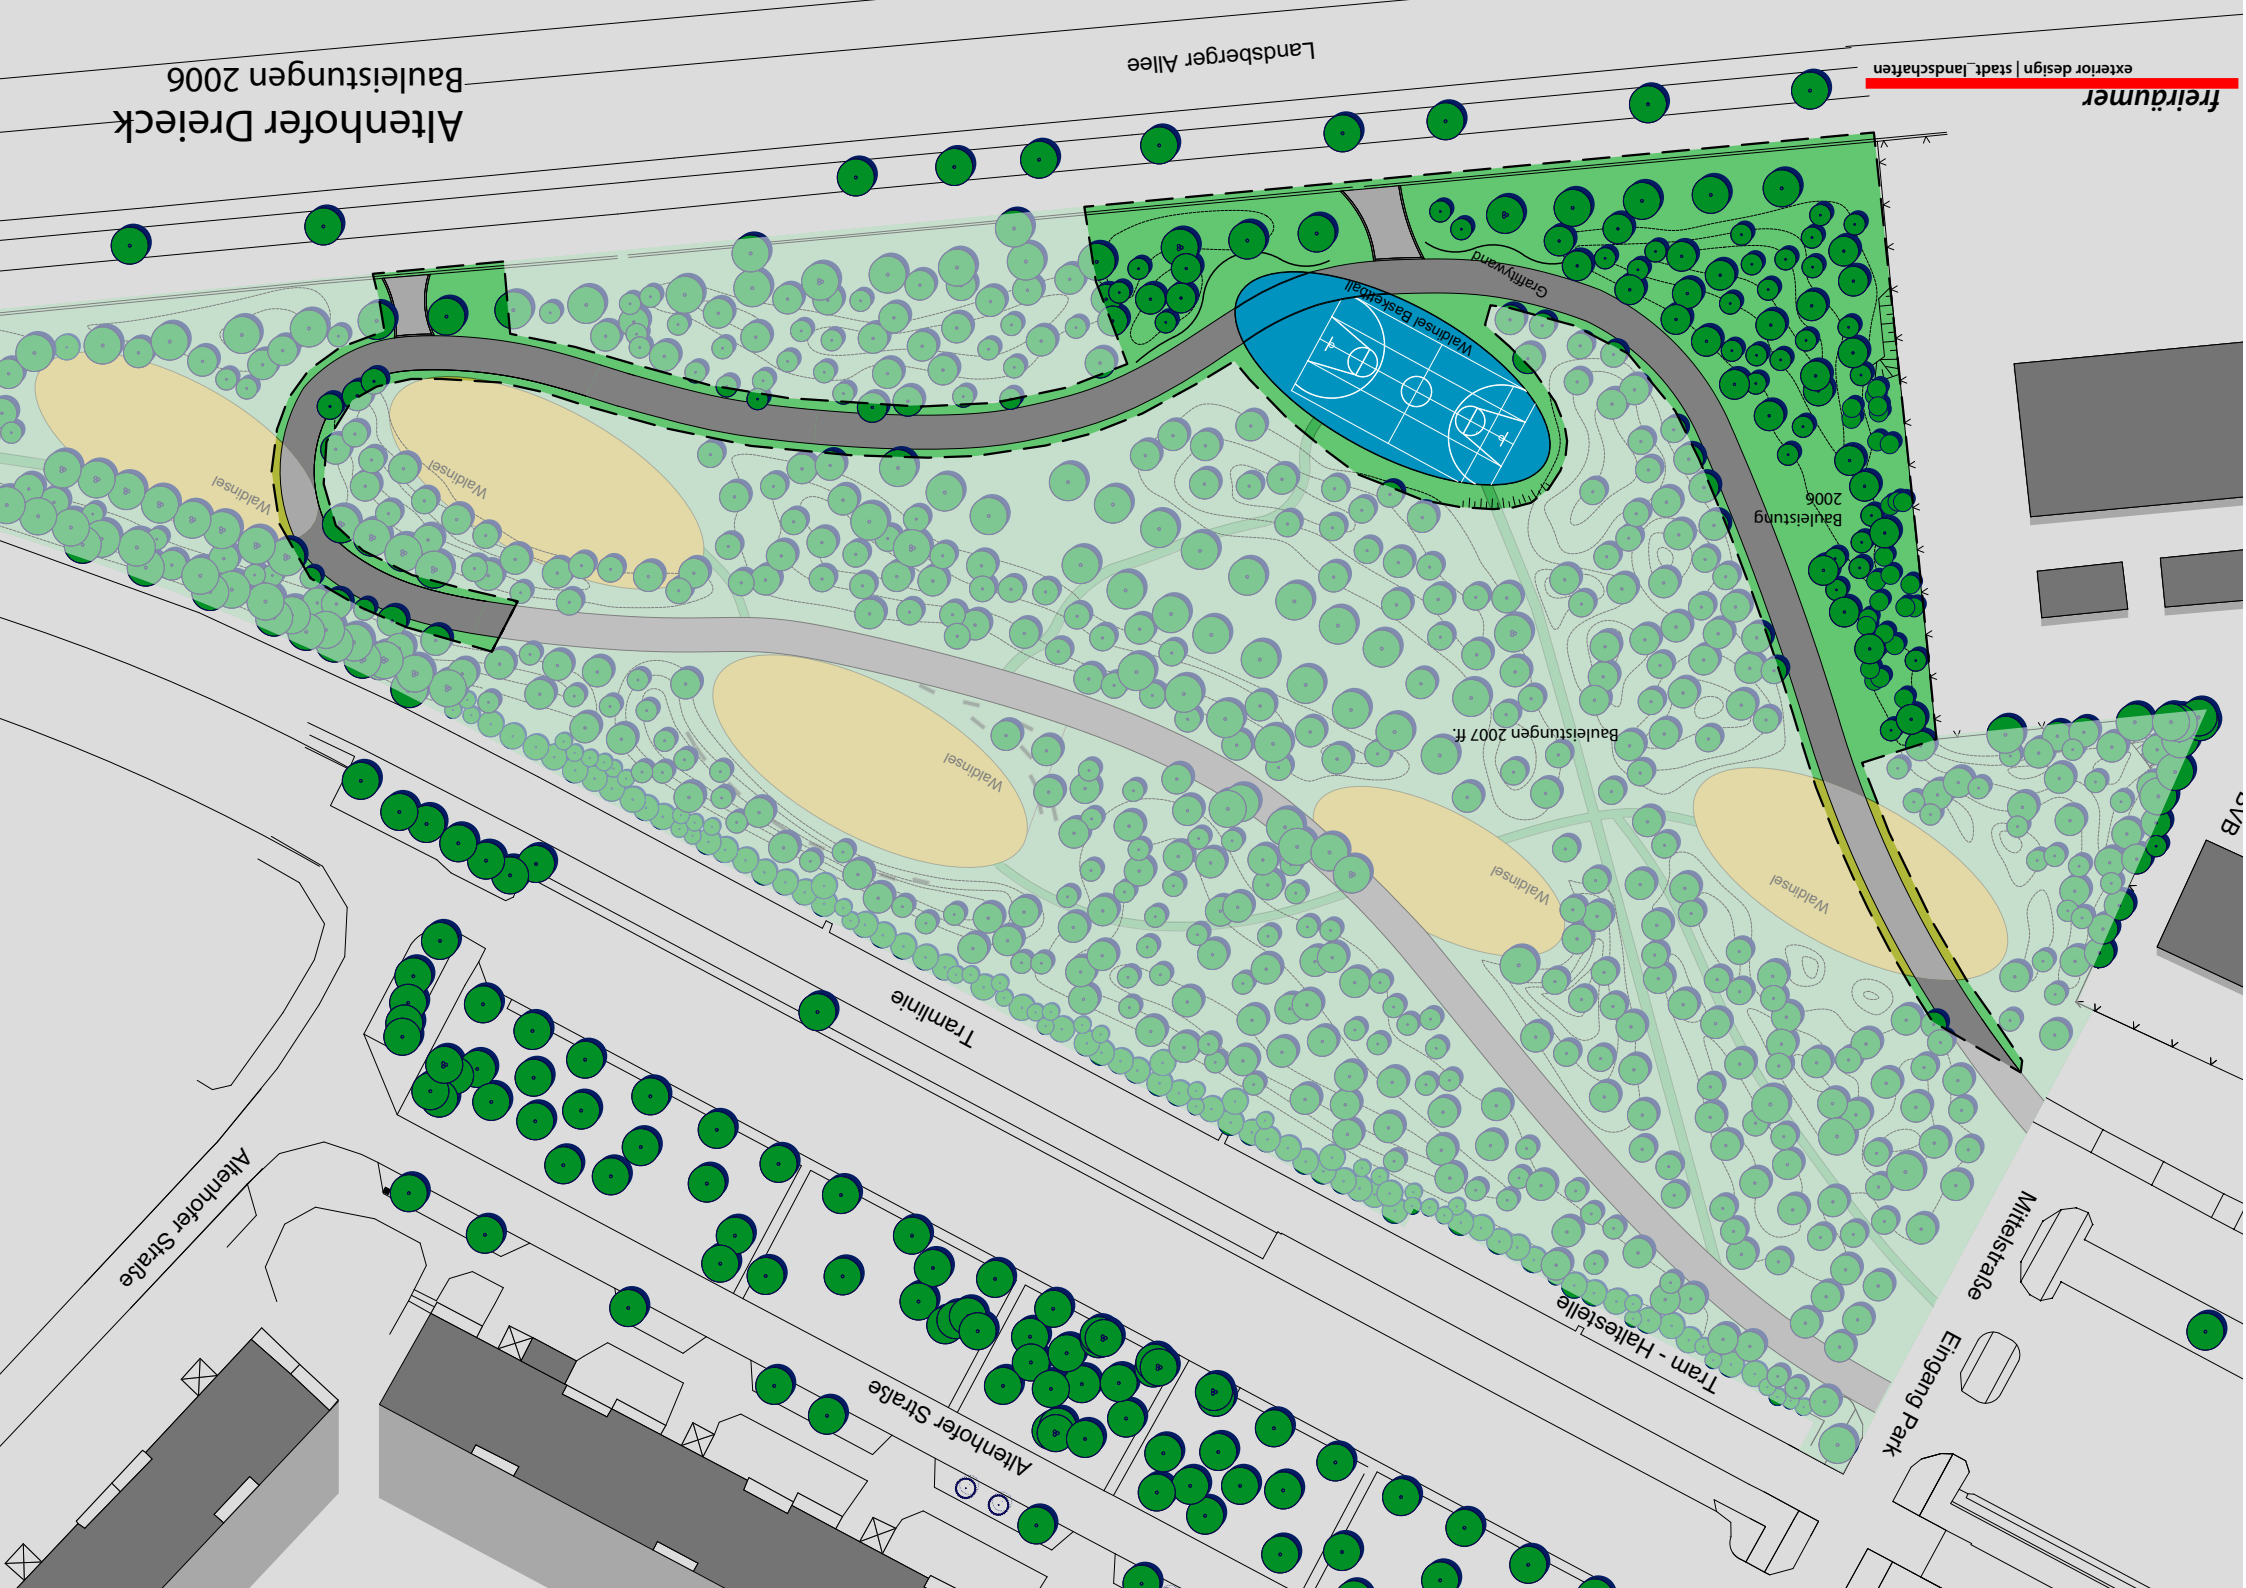 Altenhofer Dreieck
Bauleistungen 2006
Landsberger Allee
freiräumer
exterior design | stadt_landschaften
Graffitywand
Waldinsel Basketball
Waldinsel
Waldinsel
Bauleistung
2006
Bauleistungen 2007 ff.
Waldinsel
Waldinsel
Waldinsel
BVB
Tramlinie
Altenhofer Straße
Mittelstraße
Tram - Haltestelle
Eingang Park
Altenhofer Straße